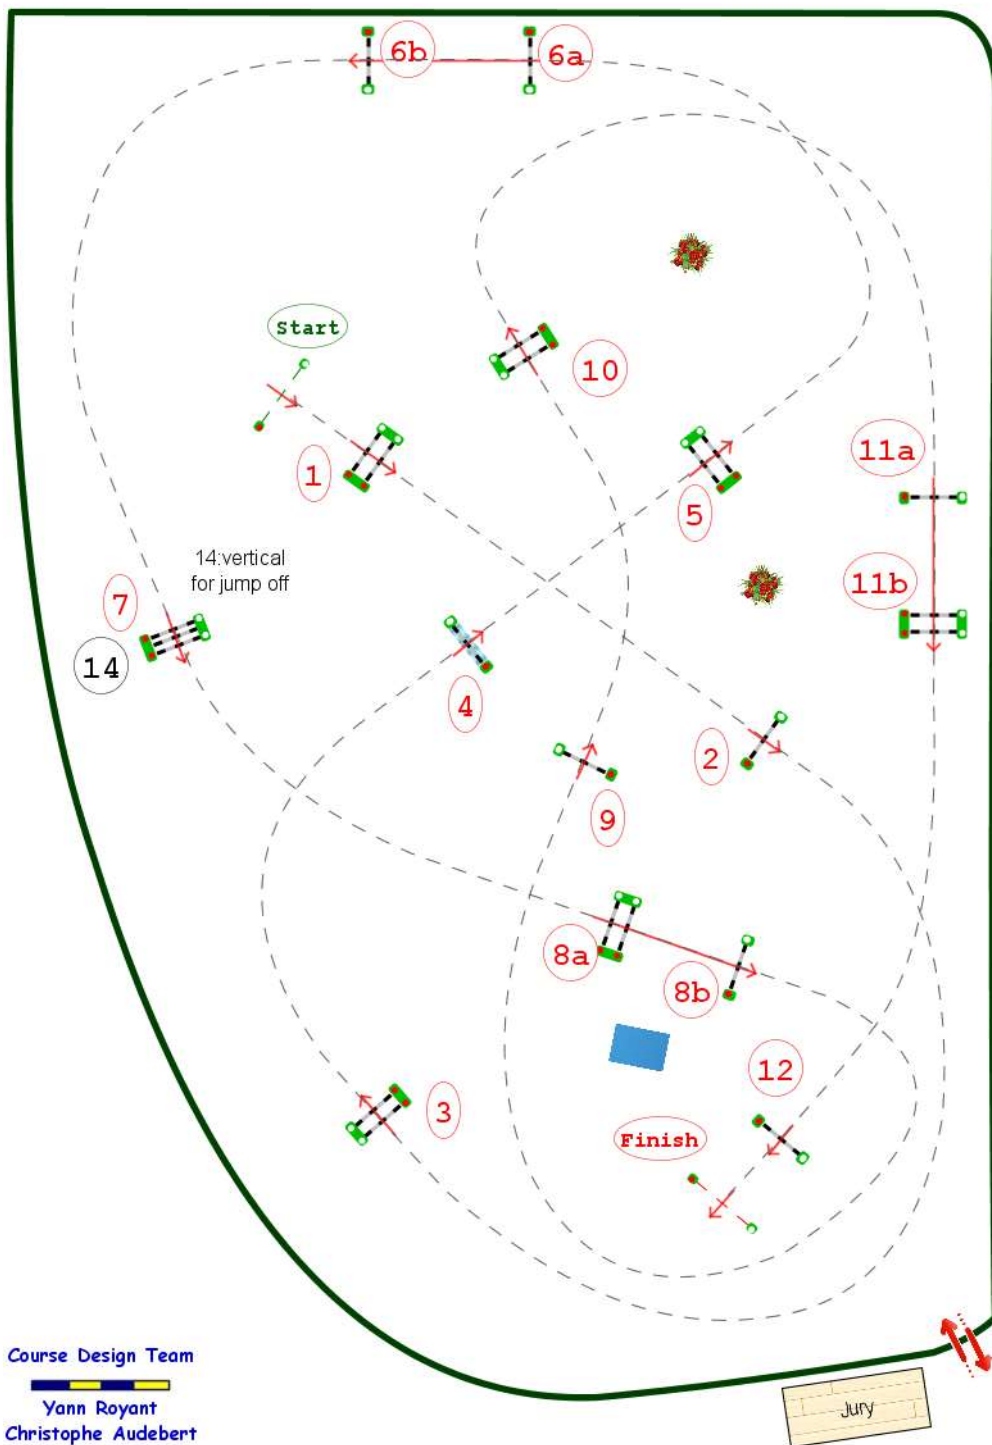 6b
6a
Start
10
1
11a
5
14:vertical
for jump off
11b
7
14
4
2
9
8a
8b
12
3
Finish
Course Design Team
Yann Royant
Christophe Audebert
Jury